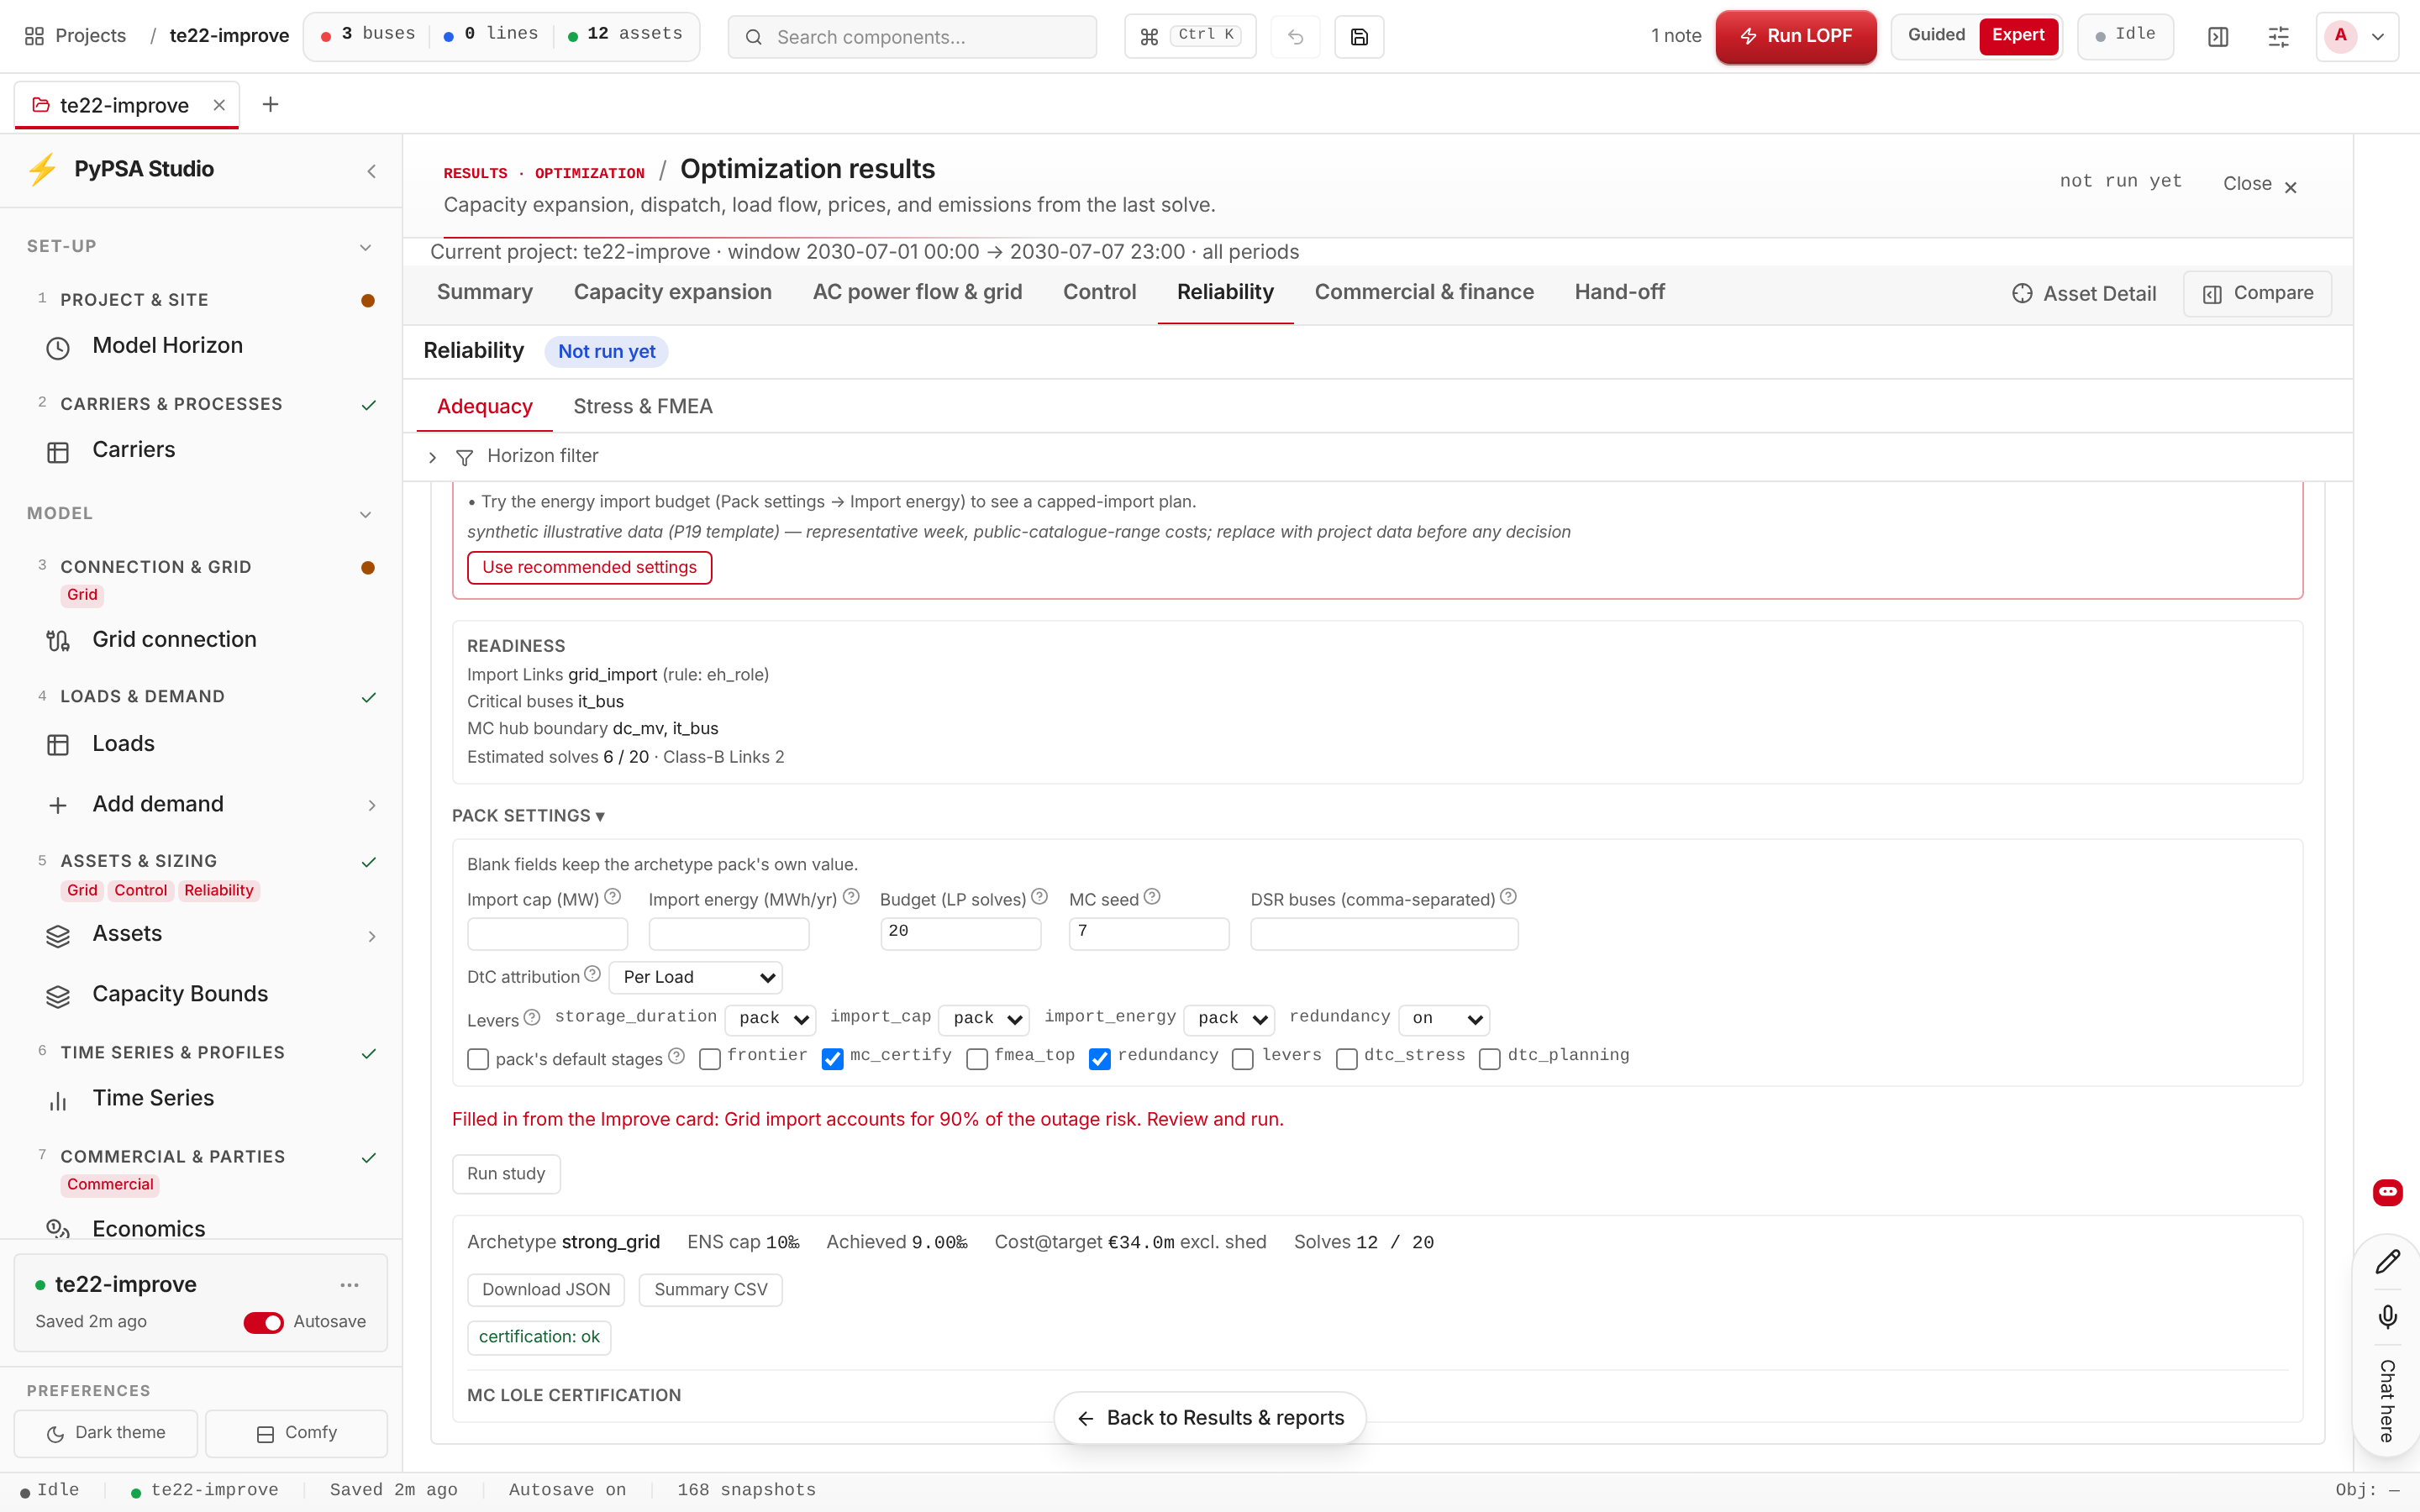 Projects / te22-improve
3 buses 0 lines 12 assets
Search components...
Ctrl K
1 note
Run LOPF
Guided Expert
Idle
A
te22-improve
PyPSA Studio
SET-UP
1 PROJECT & SITE
Model Horizon
2 CARRIERS & PROCESSES
Carriers
MODEL
3 CONNECTION & GRID
Grid
Grid connection
4 LOADS & DEMAND
Loads
Add demand
5 ASSETS & SIZING
Grid Control Reliability
Assets
Capacity Bounds
6 TIME SERIES & PROFILES
Time Series
7 COMMERCIAL & PARTIES
Commercial
Economics
te22-improve
Saved 2m ago Autosave
PREFERENCES
Dark theme Comfy
RESULTS · OPTIMIZATION / Optimization results
Capacity expansion, dispatch, load flow, prices, and emissions from the last solve.
not run yet Close
Current project: te22-improve · window 2030-07-01 00:00 → 2030-07-07 23:00 · all periods
Summary Capacity expansion AC power flow & grid Control Reliability Commercial & finance Hand-off
Asset Detail Compare
Reliability Not run yet
Adequacy Stress & FMEA
Horizon filter
• Try the energy import budget (Pack settings → Import energy) to see a capped-import plan.
synthetic illustrative data (P19 template) — representative week, public-catalogue-range costs; replace with project data before any decision
Use recommended settings
READINESS
Import Links grid_import (rule: eh_role)
Critical buses it_bus
MC hub boundary dc_mv, it_bus
Estimated solves 6 / 20 · Class-B Links 2
PACK SETTINGS ▾
Blank fields keep the archetype pack's own value.
Import cap (MW) Import energy (MWh/yr) Budget (LP solves) MC seed DSR buses (comma-separated)
20 7
DtC attribution Per Load
Levers storage_duration pack import_cap pack import_energy pack redundancy on
pack's default stages frontier mc_certify fmea_top redundancy levers dtc_stress dtc_planning
Filled in from the Improve card: Grid import accounts for 90% of the outage risk. Review and run.
Run study
Archetype strong_grid ENS cap 10‰ Achieved 9.00‰ Cost@target €34.0m excl. shed Solves 12 / 20
Download JSON Summary CSV
certification: ok
MC LOLE CERTIFICATION
← Back to Results & reports
Chat here
Idle te22-improve Saved 2m ago Autosave on 168 snapshots
Obj: —